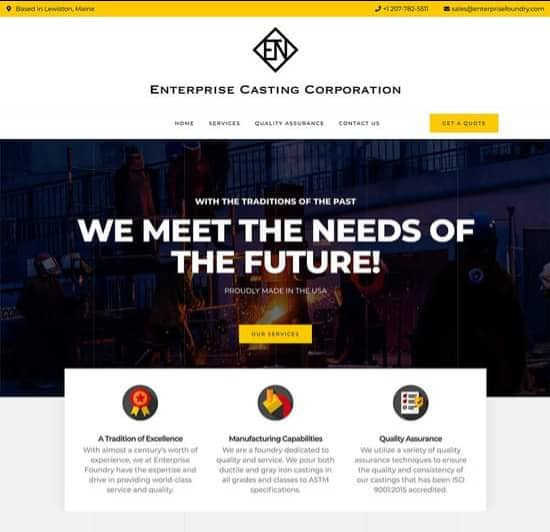 Based in Lewiston, Maine
+1 207-782-5511
sales@enterprisefoundry.com
EN
ENTERPRISE CASTING CORPORATION
HOME SERVICES QUALITY ASSURANCE CONTACT US GET A QUOTE
WITH THE TRADITIONS OF THE PAST
WE MEET THE NEEDS OF
THE FUTURE!
PROUDLY MADE IN THE USA
OUR SERVICES
A Tradition of Excellence
With almost a century's worth of
experience, we at Enterprise
Foundry have the expertise and
drive in providing world-class
service and quality.
Manufacturing Capabilities
We are a foundry dedicated to
quality and service. We pour both
ductile and gray iron castings in
all grades and classes to ASTM
specifications.
Quality Assurance
We utilize a variety of quality
assurance techniques to ensure
the quality and consistency of
our castings that has been ISO
9001:2015 accredited.